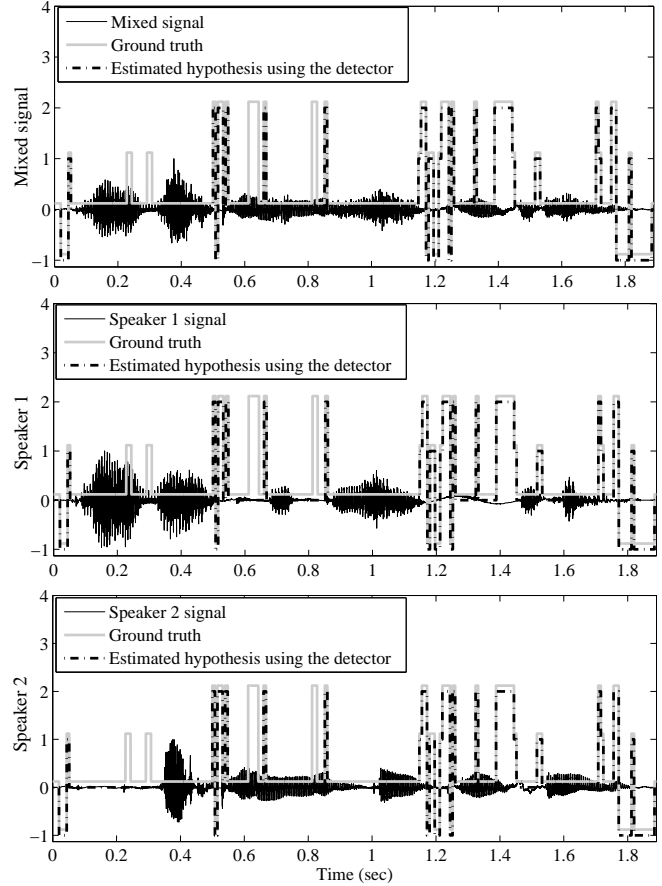 4
3
2
1
0
−1
Mixed signal
Mixed signal
Ground truth
Estimated hypothesis using the detector
0 0.2 0.4 0.6 0.8 1 1.2 1.4 1.6 1.8
4
3
2
1
0
−1
Speaker 1
Speaker 1 signal
Ground truth
Estimated hypothesis using the detector
0 0.2 0.4 0.6 0.8 1 1.2 1.4 1.6 1.8
4
3
2
1
0
−1
Speaker 2
Speaker 2 signal
Ground truth
Estimated hypothesis using the detector
0 0.2 0.4 0.6 0.8 1 1.2 1.4 1.6 1.8
Time (sec)